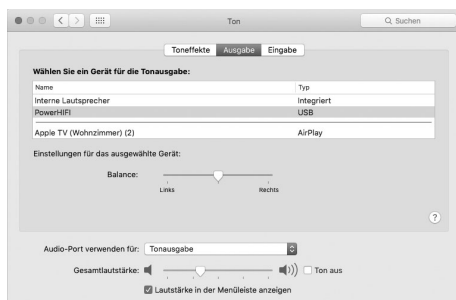 Ton
Suchen
Toneffekte Ausgabe Eingabe
Wählen Sie ein Gerät für die Tonausgabe:
Name Typ
Interne Lautsprecher Integriert
PowerHIFI USB
Apple TV (Wohnzimmer) (2) AirPlay
Einstellungen für das ausgewählte Gerät:
Balance:
Links Rechts
?
Audio-Port verwenden für: Tonausgabe
Gesamtlautstärke: Ton aus
Lautstärke in der Menüleiste anzeigen